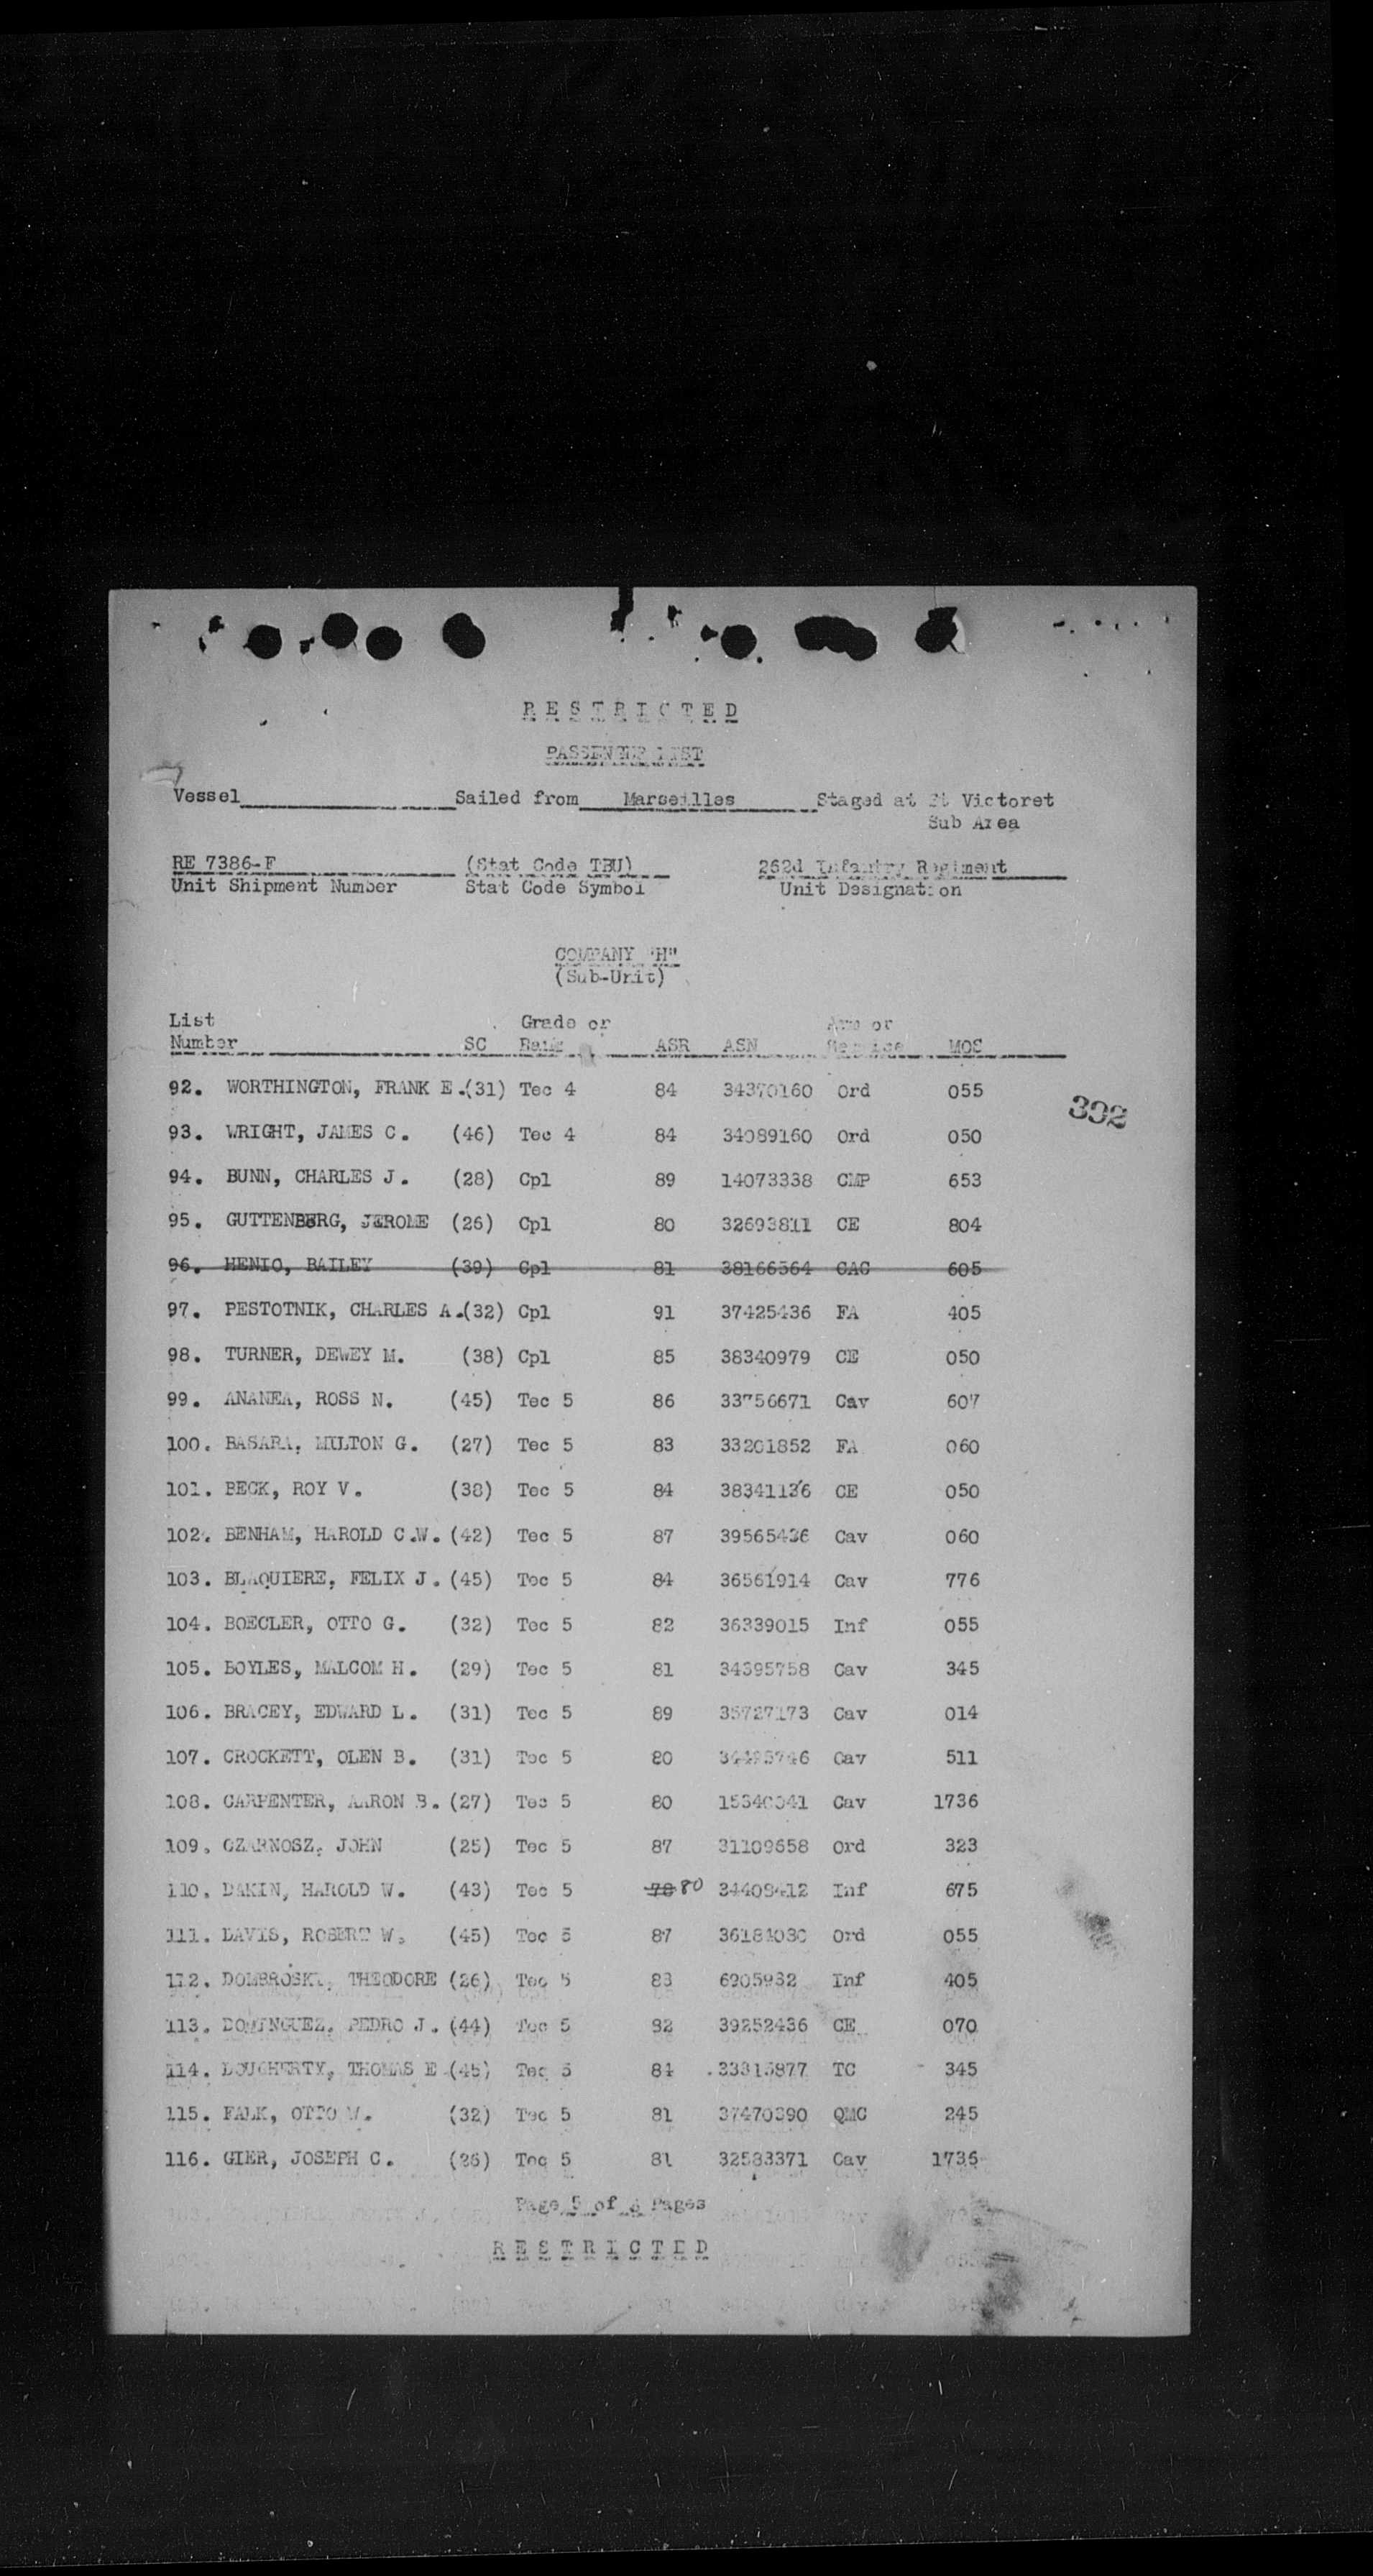 RESTRICTED
PASSENGER LIST
Vessel Sailed from Marseilles Staged at St Victoret
Sub Area
RE 7386-F (Stat Code TBU) 262d Infantry Regiment
Unit Shipment Number Stat Code Symbol Unit Designation
COMPANY "H"
(Sub-Unit)
List Grade or Arm or
Number SC Rank ASR ASN Service MOS
92. WORTHINGTON, FRANK E.(31) Tec 4 84 34370160 Ord 055
302
93. WRIGHT, JAMES C. (46) Tec 4 84 34089160 Ord 050
94. BUNN, CHARLES J. (28) Cpl 89 14073338 CMP 653
95. GUTTENBERG, JEROME (26) Cpl 80 32693811 CE 804
96. HENIO, BAILEY (39) Cpl 81 38166564 CAC 605
97. PESTOTNIK, CHARLES A.(32) Cpl 91 37425436 FA 405
98. TURNER, DEWEY M. (38) Cpl 85 38340979 CE 050
99. ANANEA, ROSS N. (45) Tec 5 86 33756671 Cav 607
100. BASARA, MILTON G. (27) Tec 5 83 33201852 FA 060
101. BECK, ROY V. (38) Tec 5 84 38341136 CE 050
102. BENHAM, HAROLD C.W. (42) Tec 5 87 39565436 Cav 060
103. BLAQUIERE, FELIX J. (45) Tec 5 84 36561914 Cav 776
104. BOECLER, OTTO G. (32) Tec 5 82 36339015 Inf 055
105. BOYLES, MALCOM H. (29) Tec 5 81 34395758 Cav 345
106. BRACEY, EDWARD L. (31) Tec 5 89 35727173 Cav 014
107. CROCKETT, OLEN B. (31) Tec 5 80 Cav 511
108. CARPENTER, AARON B. (27) Tec 5 80 Cav 1736
109. CZARNOSZ, JOHN (25) Tec 5 87 31109658 Ord 323
110. DAKIN, HAROLD W. (43) Tec 5 78 80 34409412 Inf 675
111. DAVIS, ROBERT W. (45) Tec 5 87 Ord 055
112. DOMBROSKI, THEODORE (26) Tec 5 83 6905932 Inf 405
113. DOMINGUEZ, PEDRO J. (44) Tec 5 82 39252436 CE 070
114. DOUGHERTY, THOMAS E (45) Tec 5 84 33315877 TC 345
115. FALK, OTTO W. (32) Tec 5 81 37470390 QMC 245
116. GIER, JOSEPH C. (26) Tec 5 81 32583371 Cav 1736
Page 5 of Pages
RESTRICTED